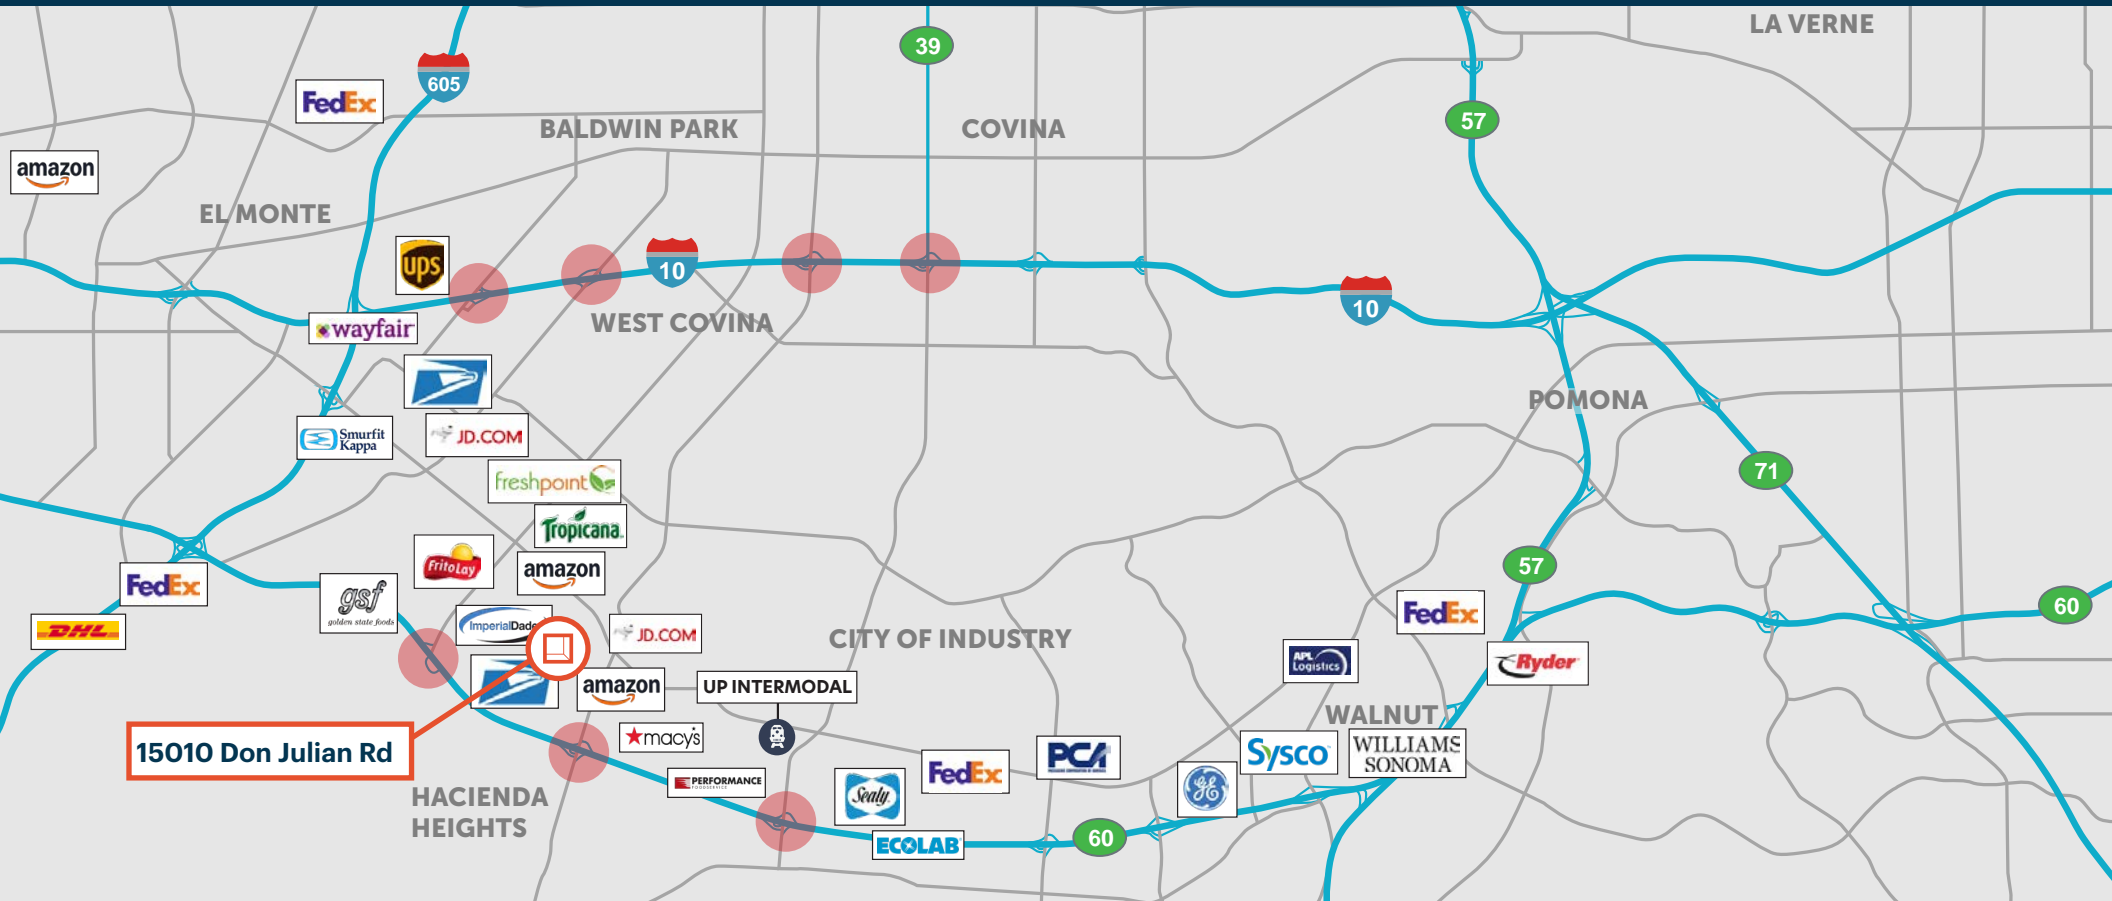 LA VERNE
39
605
FedEx
57
BALDWIN PARK
COVINA
amazon
EL MONTE
ups
10
10
wayfair
WEST COVINA
POMONA
Smurfit
Kappa
JD.COM
71
freshpoint
Tropicana
FritoLay
amazon
57
FedEx
gsf
golden state foods
FedEx
60
DHL
ImperialDade
JD.COM
CITY OF INDUSTRY
APL
Logistics
Ryder
amazon
UP INTERMODAL
WALNUT
15010 Don Julian Rd
macy's
PCA
Sysco
WILLIAMS
SONOMA
PERFORMANCE
FOODSERVICE
FedEx
Sealy
GE
HACIENDA
HEIGHTS
ECOLAB
60